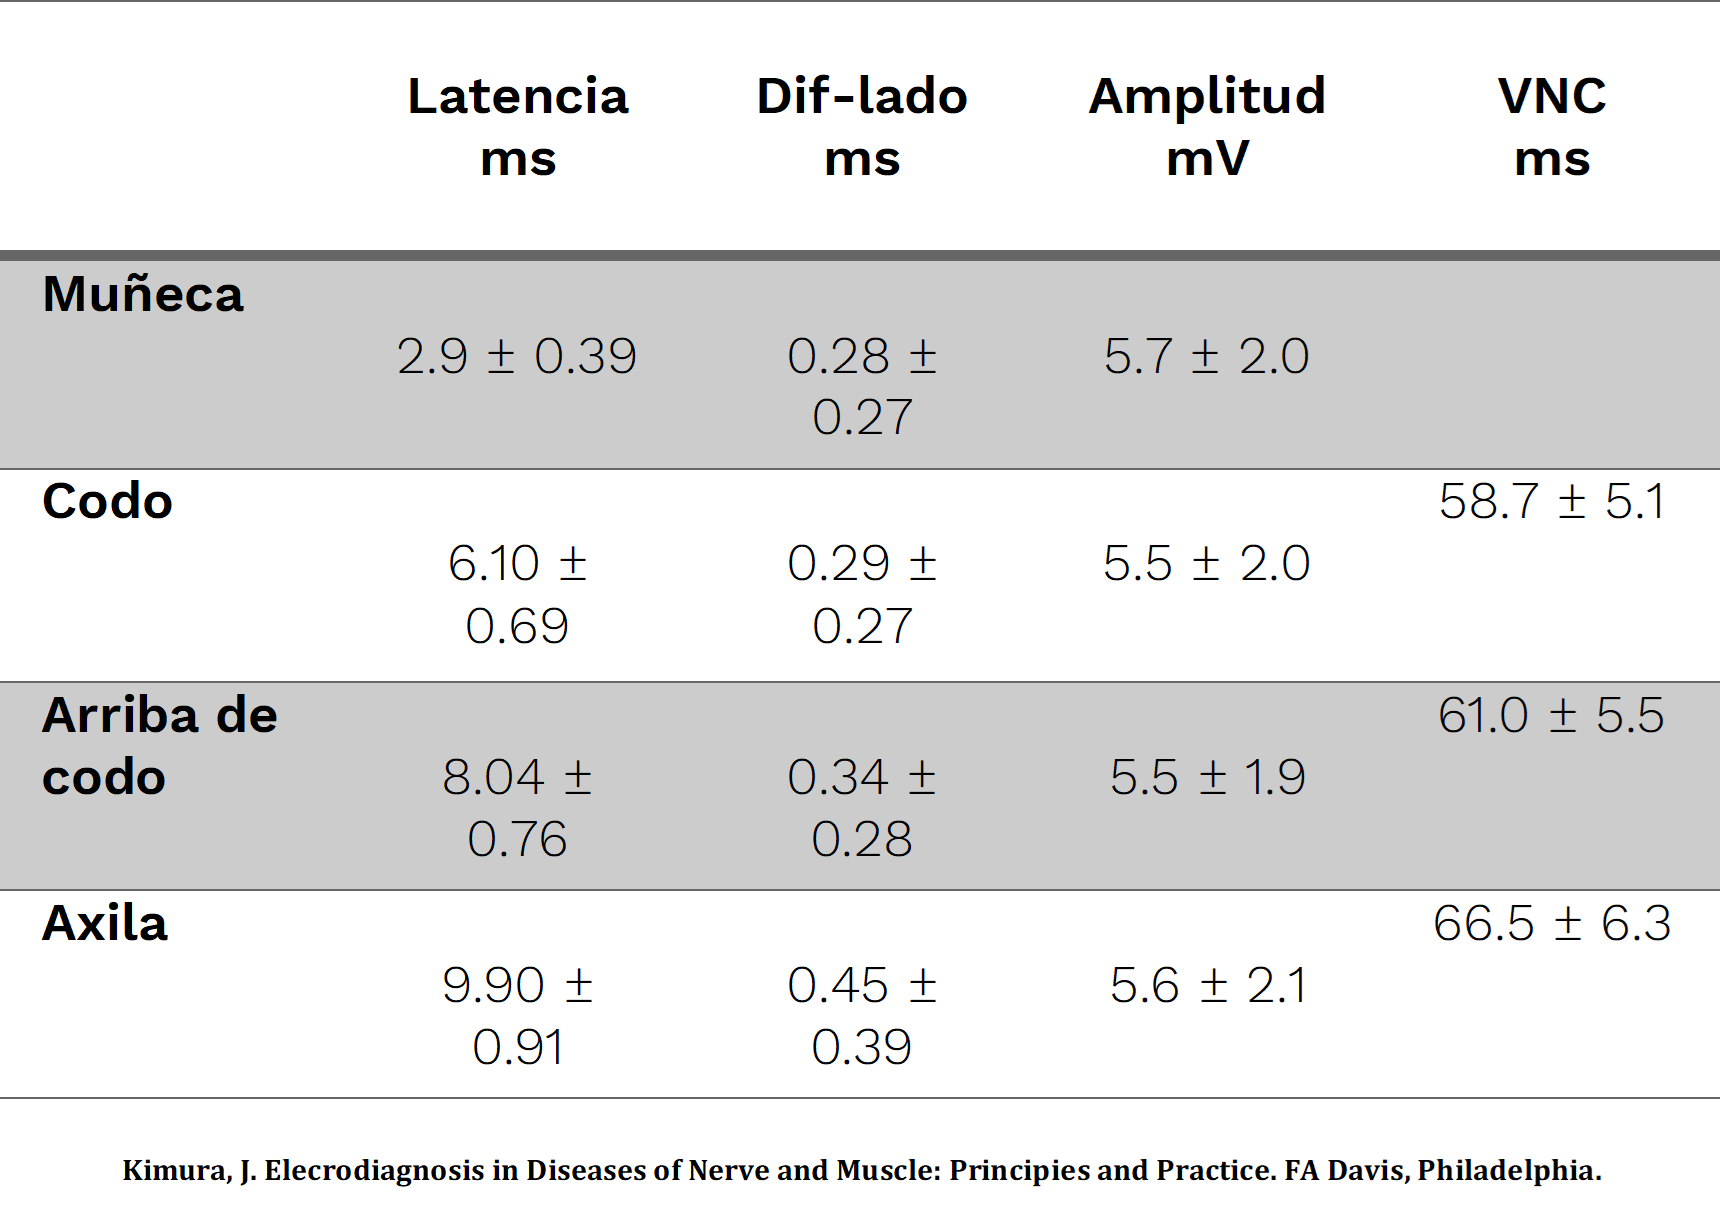 Latencia Dif-lado Amplitud VNC
ms ms mV ms
Muñeca
2.9 ± 0.39 0.28 ± 5.7 ± 2.0
0.27
Codo 58.7 ± 5.1
6.10 ± 0.29 ± 5.5 ± 2.0
0.69 0.27
Arriba de 61.0 ± 5.5
codo 8.04 ± 0.34 ± 5.5 ± 1.9
0.76 0.28
Axila 66.5 ± 6.3
9.90 ± 0.45 ± 5.6 ± 2.1
0.91 0.39
Kimura, J. Elecrodiagnosis in Diseases of Nerve and Muscle: Principies and Practice. FA Davis, Philadelphia.